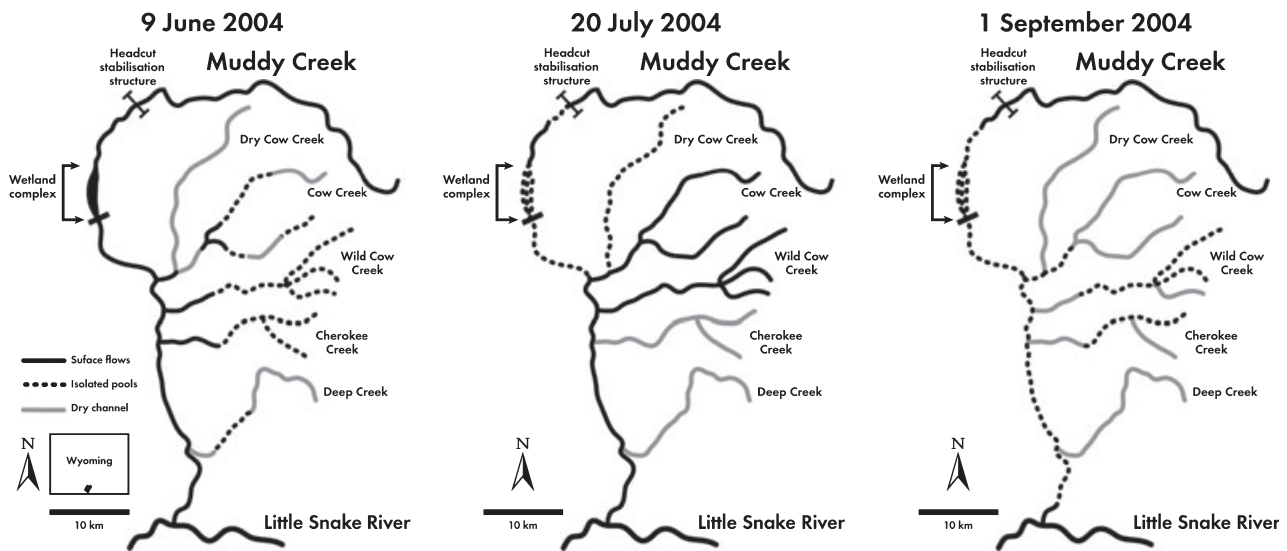 9 June 2004
Headcut
stabilisation
structure
Muddy Creek
Dry Cow Creek
Wetland
complex
Cow Creek
Wild Cow
Creek
Cherokee
Creek
Suface flows
Isolated pools
Dry channel
Deep Creek
N
Wyoming
10 km
Little Snake River
20 July 2004
Headcut
stabilisation
structure
Muddy Creek
Dry Cow Creek
Wetland
complex
Cow Creek
Wild Cow
Creek
Cherokee
Creek
Deep Creek
N
10 km
Little Snake River
1 September 2004
Headcut
stabilisation
structure
Muddy Creek
Dry Cow Creek
Wetland
complex
Cow Creek
Wild Cow
Creek
Cherokee
Creek
Deep Creek
N
10 km
Little Snake River